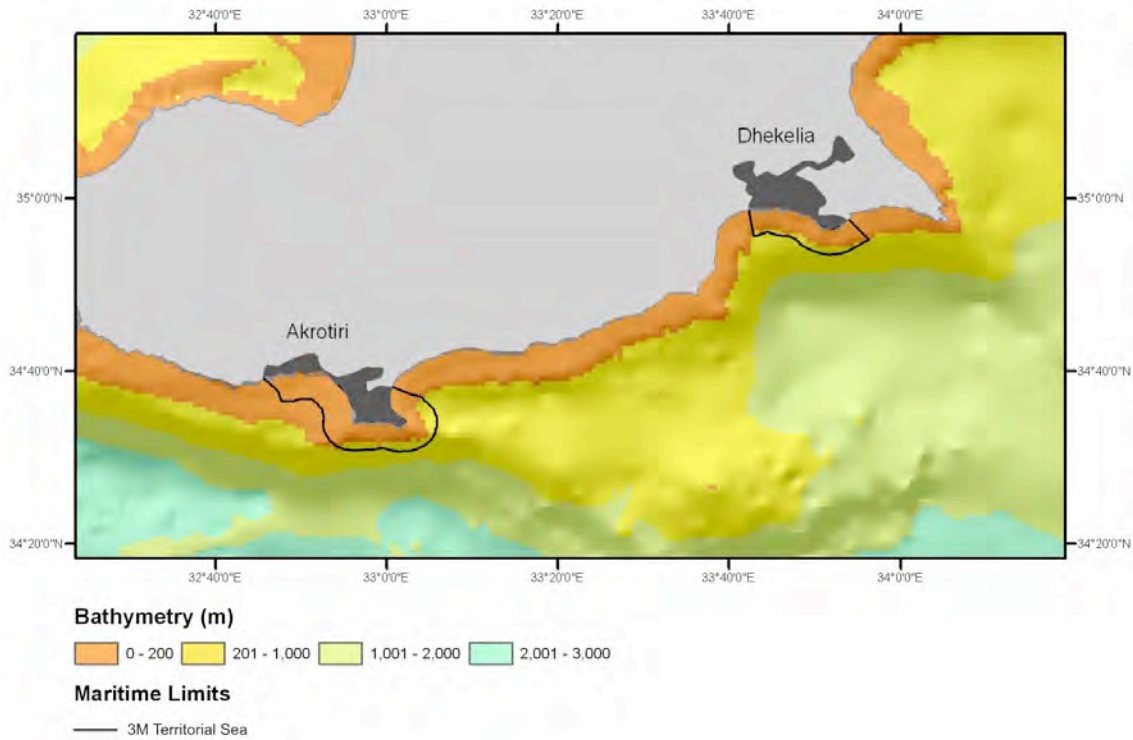 32°40'0"E 33°0'0"E 33°20'0"E 33°40'0"E 34°0'0"E
Dhekelia
35°0'0"N 35°0'0"N
Akrotiri
34°40'0"N 34°40'0"N
34°20'0"N 34°20'0"N
32°40'0"E 33°0'0"E 33°20'0"E 33°40'0"E 34°0'0"E
Bathymetry (m)
0 - 200 201 - 1,000 1,001 - 2,000 2,001 - 3,000
Maritime Limits
3M Territorial Sea